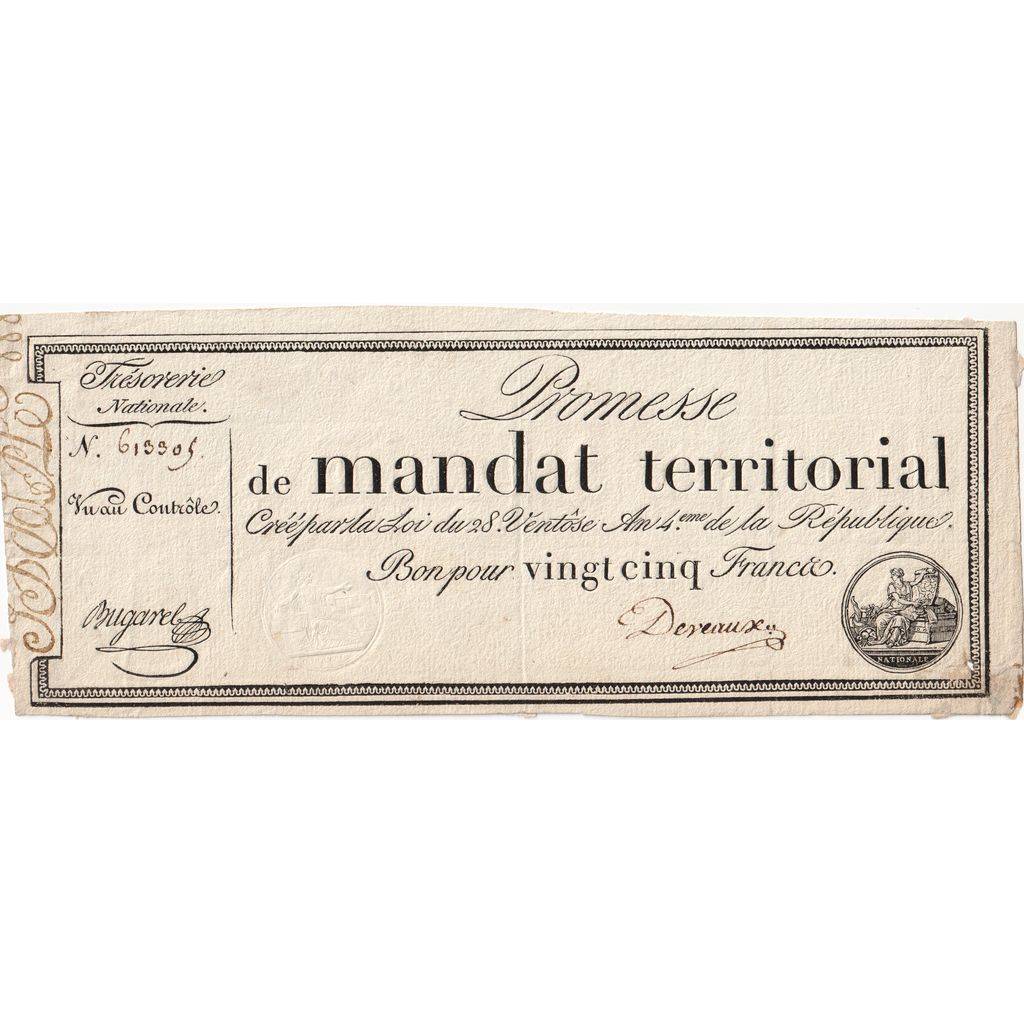 Trésorerie
Nationale.
N. 613305.
Vu au Contrôle.
Bugarel
Promesse
de mandat territorial
Créé par la Loi du 28. Ventôse An 4.eme de la République.
Bon pour vingt cinq Francs.
Deveaux
NATIONALE